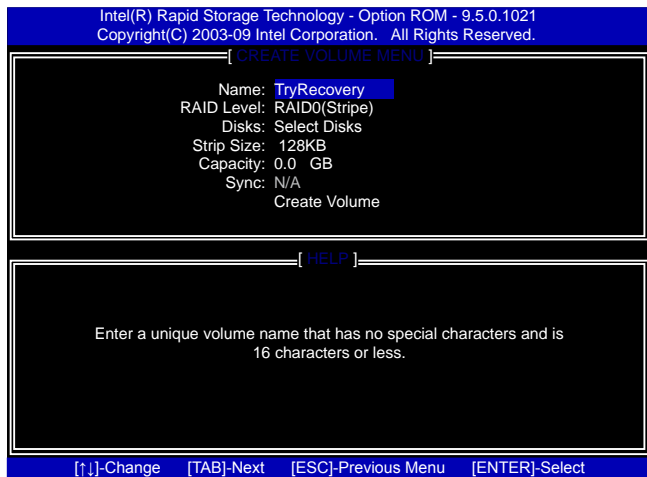 Intel(R) Rapid Storage Technology - Option ROM - 9.5.0.1021
Copyright(C) 2003-09 Intel Corporation. All Rights Reserved.
[ CREATE VOLUME MENU ]
Name: TryRecovery
RAID Level: RAID0(Stripe)
Disks: Select Disks
Strip Size: 128KB
Capacity: 0.0 GB
Sync: N/A
Create Volume
[ HELP ]
Enter a unique volume name that has no special characters and is
16 characters or less.
[↑↓]-Change [TAB]-Next [ESC]-Previous Menu [ENTER]-Select